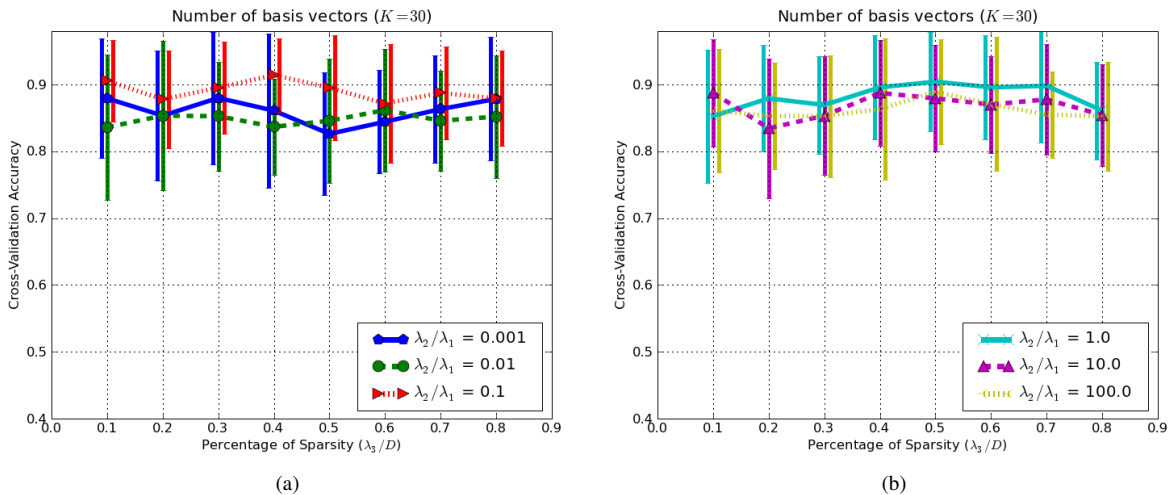 Number of basis vectors (K=30)
Cross-Validation Accuracy
0.9
0.8
0.7
0.6
0.5
0.4
0.0 0.1 0.2 0.3 0.4 0.5 0.6 0.7 0.8 0.9
Percentage of Sparsity (λ₃/D)
λ₂/λ₁ = 0.001
λ₂/λ₁ = 0.01
λ₂/λ₁ = 0.1
(a)
Number of basis vectors (K=30)
Cross-Validation Accuracy
0.9
0.8
0.7
0.6
0.5
0.4
0.0 0.1 0.2 0.3 0.4 0.5 0.6 0.7 0.8 0.9
Percentage of Sparsity (λ₃/D)
λ₂/λ₁ = 1.0
λ₂/λ₁ = 10.0
λ₂/λ₁ = 100.0
(b)